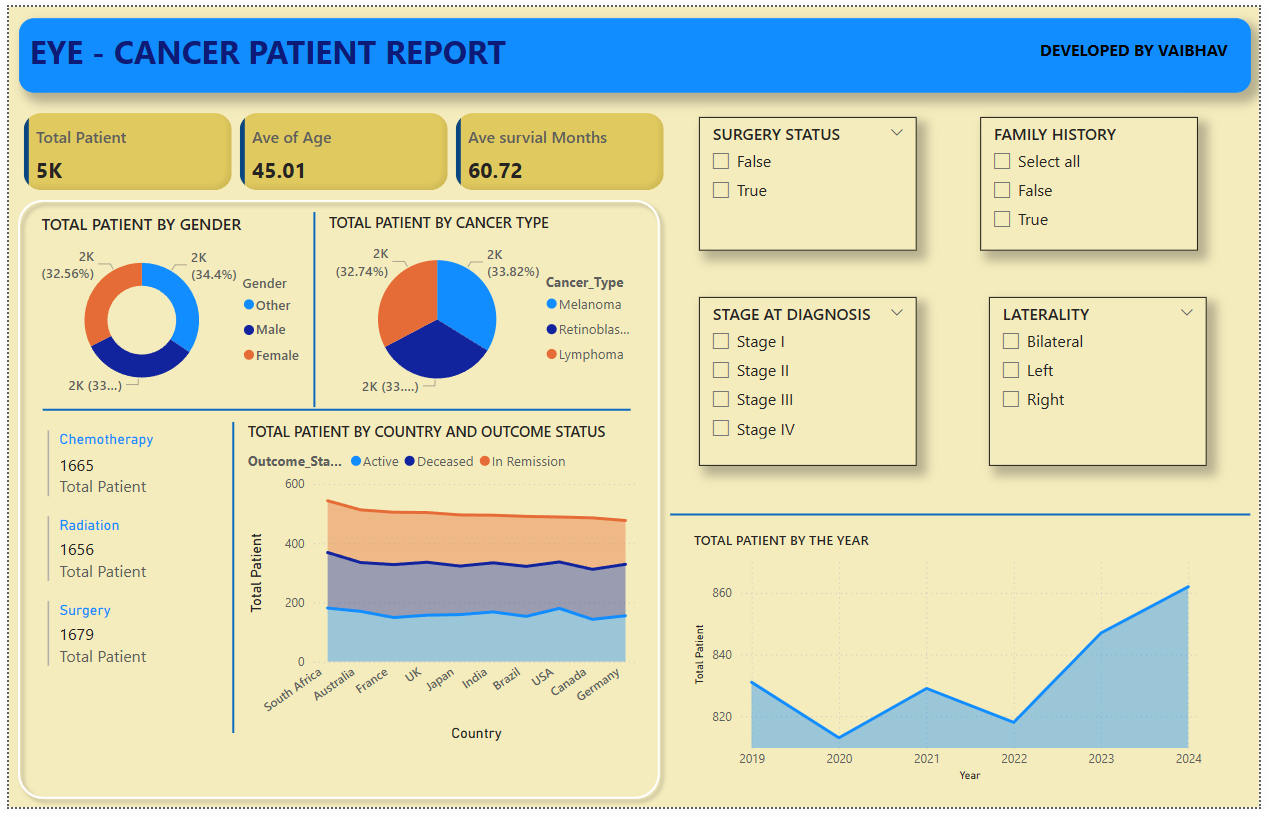 EYE - CANCER PATIENT REPORT
DEVELOPED BY VAIBHAV
Total Patient
5K
Ave of Age
45.01
Ave survial Months
60.72
SURGERY STATUS
False
True
FAMILY HISTORY
Select all
False
True
TOTAL PATIENT BY GENDER
2K
(32.56%)
2K
(34.4%)
2K (33...)
Gender
Other
Male
Female
TOTAL PATIENT BY CANCER TYPE
2K
(32.74%)
2K
(33.82%)
2K (33....)
Cancer_Type
Melanoma
Retinoblas...
Lymphoma
STAGE AT DIAGNOSIS
Stage I
Stage II
Stage III
Stage IV
LATERALITY
Bilateral
Left
Right
Chemotherapy
1665
Total Patient
Radiation
1656
Total Patient
Surgery
1679
Total Patient
TOTAL PATIENT BY COUNTRY AND OUTCOME STATUS
Outcome_Sta... Active Deceased In Remission
Total Patient
600
400
200
0
South Africa Australia France UK Japan India Brazil USA Canada Germany
Country
TOTAL PATIENT BY THE YEAR
Total Patient
860
840
820
2019 2020 2021 2022 2023 2024
Year